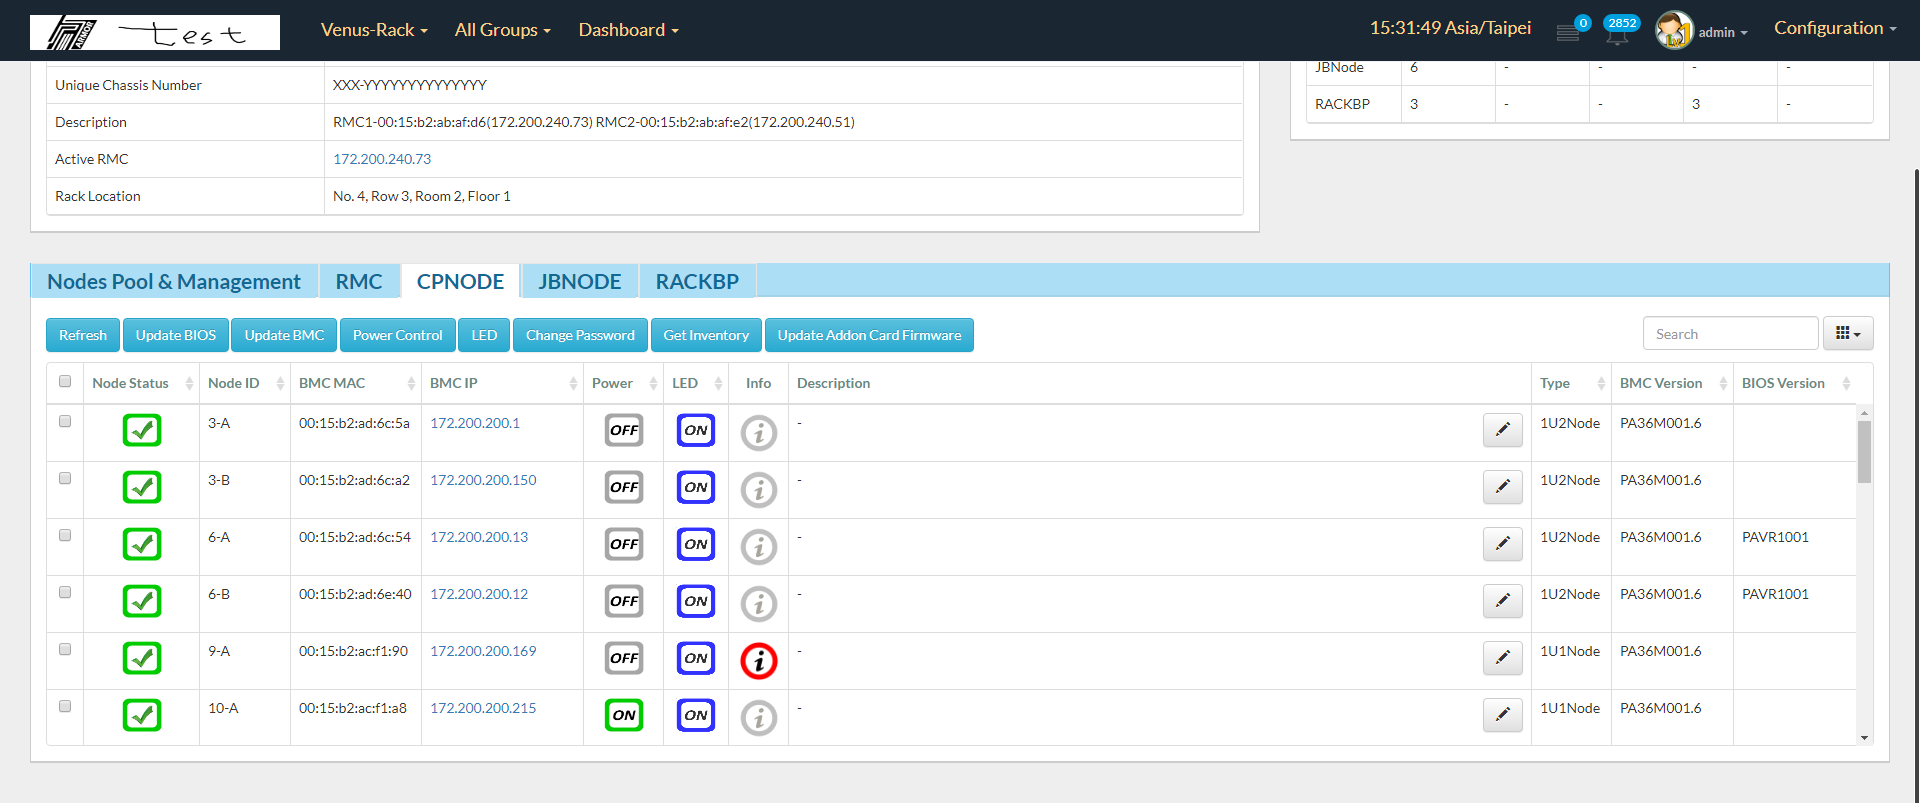 ARMOR test Venus-Rack All Groups Dashboard 15:31:49 Asia/Taipei 0 2852 admin Configuration
JBNode 6 - - - -
Unique Chassis Number XXX-YYYYYYYYYYYYYYY
RACKBP 3 - - 3 -
Description RMC1-00:15:b2:ab:af:d6(172.200.240.73) RMC2-00:15:b2:ab:af:e2(172.200.240.51)
Active RMC 172.200.240.73
Rack Location No. 4, Row 3, Room 2, Floor 1
Nodes Pool & Management RMC CPNODE JBNODE RACKBP
Refresh Update BIOS Update BMC Power Control LED Change Password Get Inventory Update Addon Card Firmware Search
Node Status Node ID BMC MAC BMC IP Power LED Info Description Type BMC Version BIOS Version
3-A 00:15:b2:ad:6c:5a 172.200.200.1 OFF ON i - 1U2Node PA36M001.6
3-B 00:15:b2:ad:6c:a2 172.200.200.150 OFF ON i - 1U2Node PA36M001.6
6-A 00:15:b2:ad:6c:54 172.200.200.13 OFF ON i - 1U2Node PA36M001.6 PAVR1001
6-B 00:15:b2:ad:6e:40 172.200.200.12 OFF ON i - 1U2Node PA36M001.6 PAVR1001
9-A 00:15:b2:ac:f1:90 172.200.200.169 OFF ON i - 1U1Node PA36M001.6
10-A 00:15:b2:ac:f1:a8 172.200.200.215 ON ON i - 1U1Node PA36M001.6